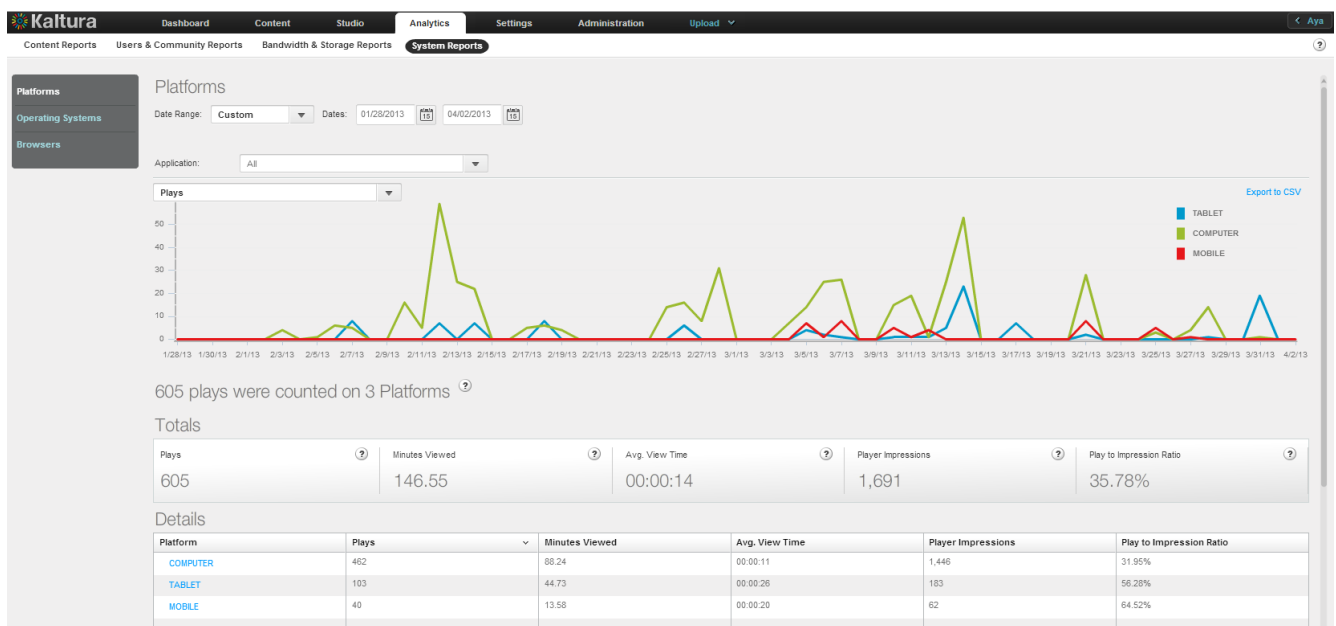 Kaltura Dashboard Content Studio Analytics Settings Administration Upload Aya
Content Reports Users & Community Reports Bandwidth & Storage Reports System Reports ?
Platforms
Operating Systems
Browsers
Platforms
Date Range: Custom Dates: 01/28/2013 15 04/02/2013 15
Application: All
Plays
Export to CSV
TABLET
COMPUTER
MOBILE
50
40
30
20
10
0
1/28/13 1/30/13 2/1/13 2/3/13 2/5/13 2/7/13 2/9/13 2/11/13 2/13/13 2/15/13 2/17/13 2/19/13 2/21/13 2/23/13 2/25/13 2/27/13 3/1/13 3/3/13 3/5/13 3/7/13 3/9/13 3/11/13 3/13/13 3/15/13 3/17/13 3/19/13 3/21/13 3/23/13 3/25/13 3/27/13 3/29/13 3/31/13 4/2/13
605 plays were counted on 3 Platforms ?
Totals
Plays ? Minutes Viewed ? Avg. View Time ? Player Impressions ? Play to Impression Ratio ?
605 146.55 00:00:14 1,691 35.78%
Details
Platform Plays Minutes Viewed Avg. View Time Player Impressions Play to Impression Ratio
COMPUTER 462 88.24 00:00:11 1,446 31.95%
TABLET 103 44.73 00:00:26 183 56.28%
MOBILE 40 13.58 00:00:20 62 64.52%